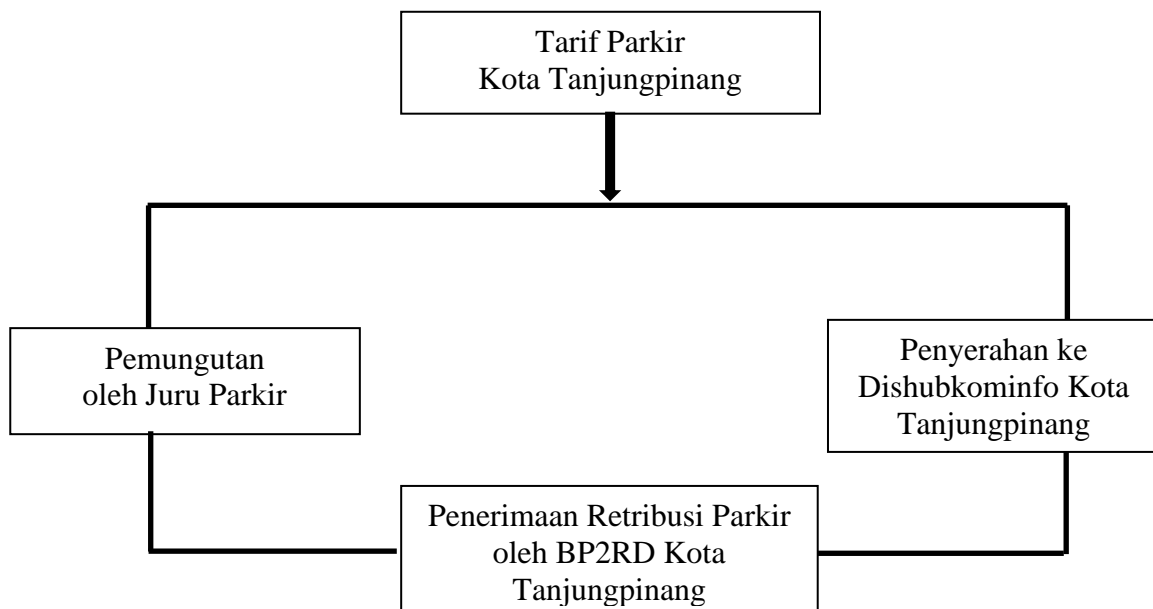 Tarif Parkir
Kota Tanjungpinang
Pemungutan
oleh Juru Parkir
Penyerahan ke
Dishubkominfo Kota
Tanjungpinang
Penerimaan Retribusi Parkir
oleh BP2RD Kota
Tanjungpinang